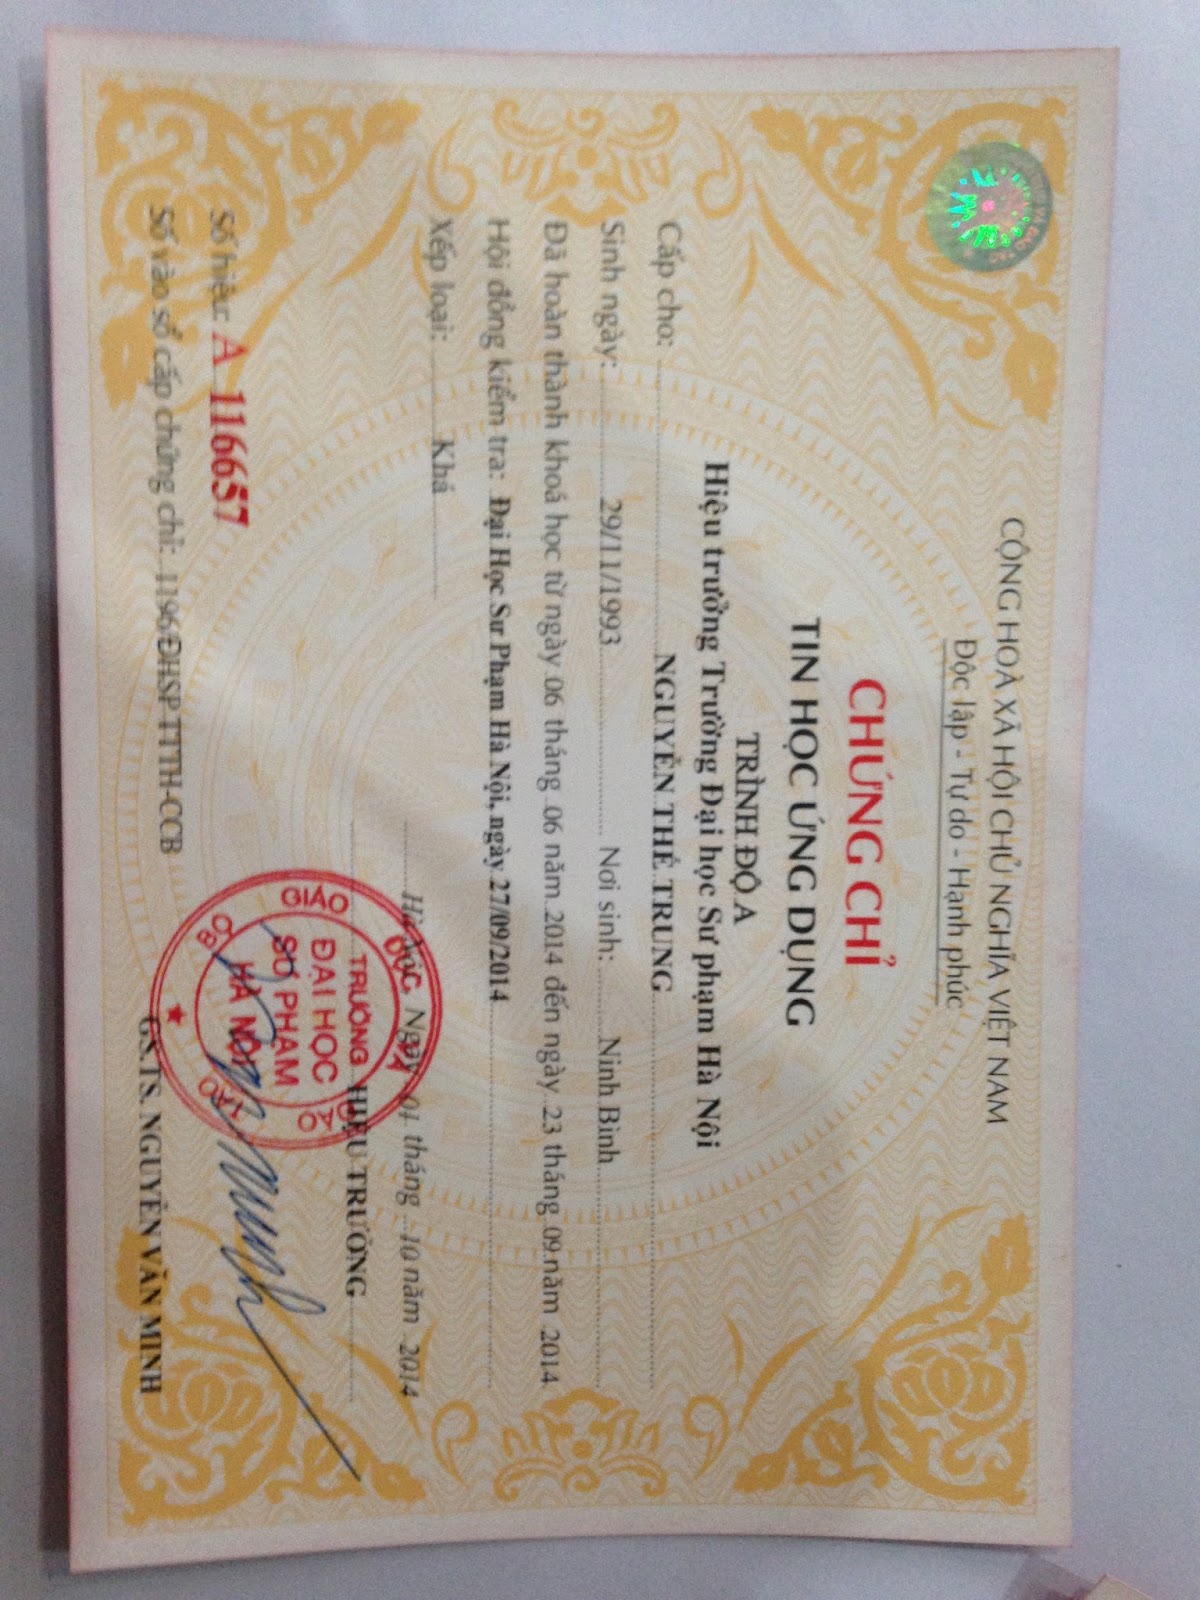 CỘNG HOÀ XÃ HỘI CHỦ NGHĨA VIỆT NAM
Độc lập - Tự do - Hạnh phúc
CHỨNG CHỈ
TIN HỌC ỨNG DỤNG
TRÌNH ĐỘ A
Hiệu trưởng Trường Đại học Sư phạm Hà Nội
Cấp cho: NGUYỄN THẾ TRUNG
Sinh ngày: 29/11/1993 Nơi sinh: Ninh Bình
Đã hoàn thành khoá học từ ngày 06 tháng 06 năm 2014 đến ngày 23 tháng 09 năm 2014
Hội đồng kiểm tra: Đại Học Sư Phạm Hà Nội, ngày 27/09/2014
Xếp loại: Khá
Hà Nội, Ngày 01 tháng 10 năm 2014
HIỆU TRƯỞNG
BỘ GIÁO DỤC VÀ ĐÀO TẠO
TRƯỜNG
ĐẠI HỌC
SƯ PHẠM
HÀ NỘI
Số hiệu: A 116657
Số vào sổ cấp chứng chỉ: 1196/ĐHSPTTTH-CCB
GS.TS. NGUYỄN VĂN MINH